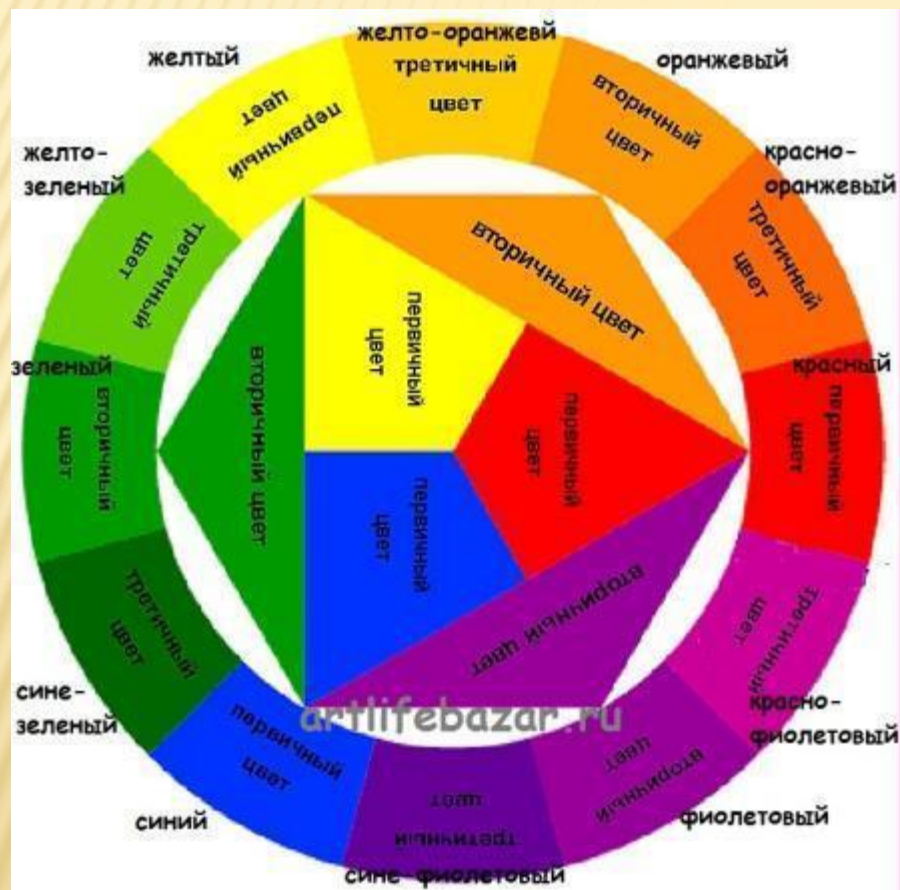 желто-оранжевй
третичный
цвет
оранжевый
вторичный
цвет
красно-
оранжевый
третичный
цвет
красный
первичный
цвет
третичный
цвет
красно-
фиолетовый
вторичный
цвет
фиолетовый
третичный
цвет
сине-фиолетовый
первичный
цвет
синий
третичный
цвет
сине-
зеленый
зеленый
вторичный
цвет
третичный
цвет
желто-
зеленый
желтый
первичный
цвет
вторичный цвет
первичный
цвет
первичный
цвет
вторичный цвет
первичный
цвет
вторичный цвет
artlifebazar.ru